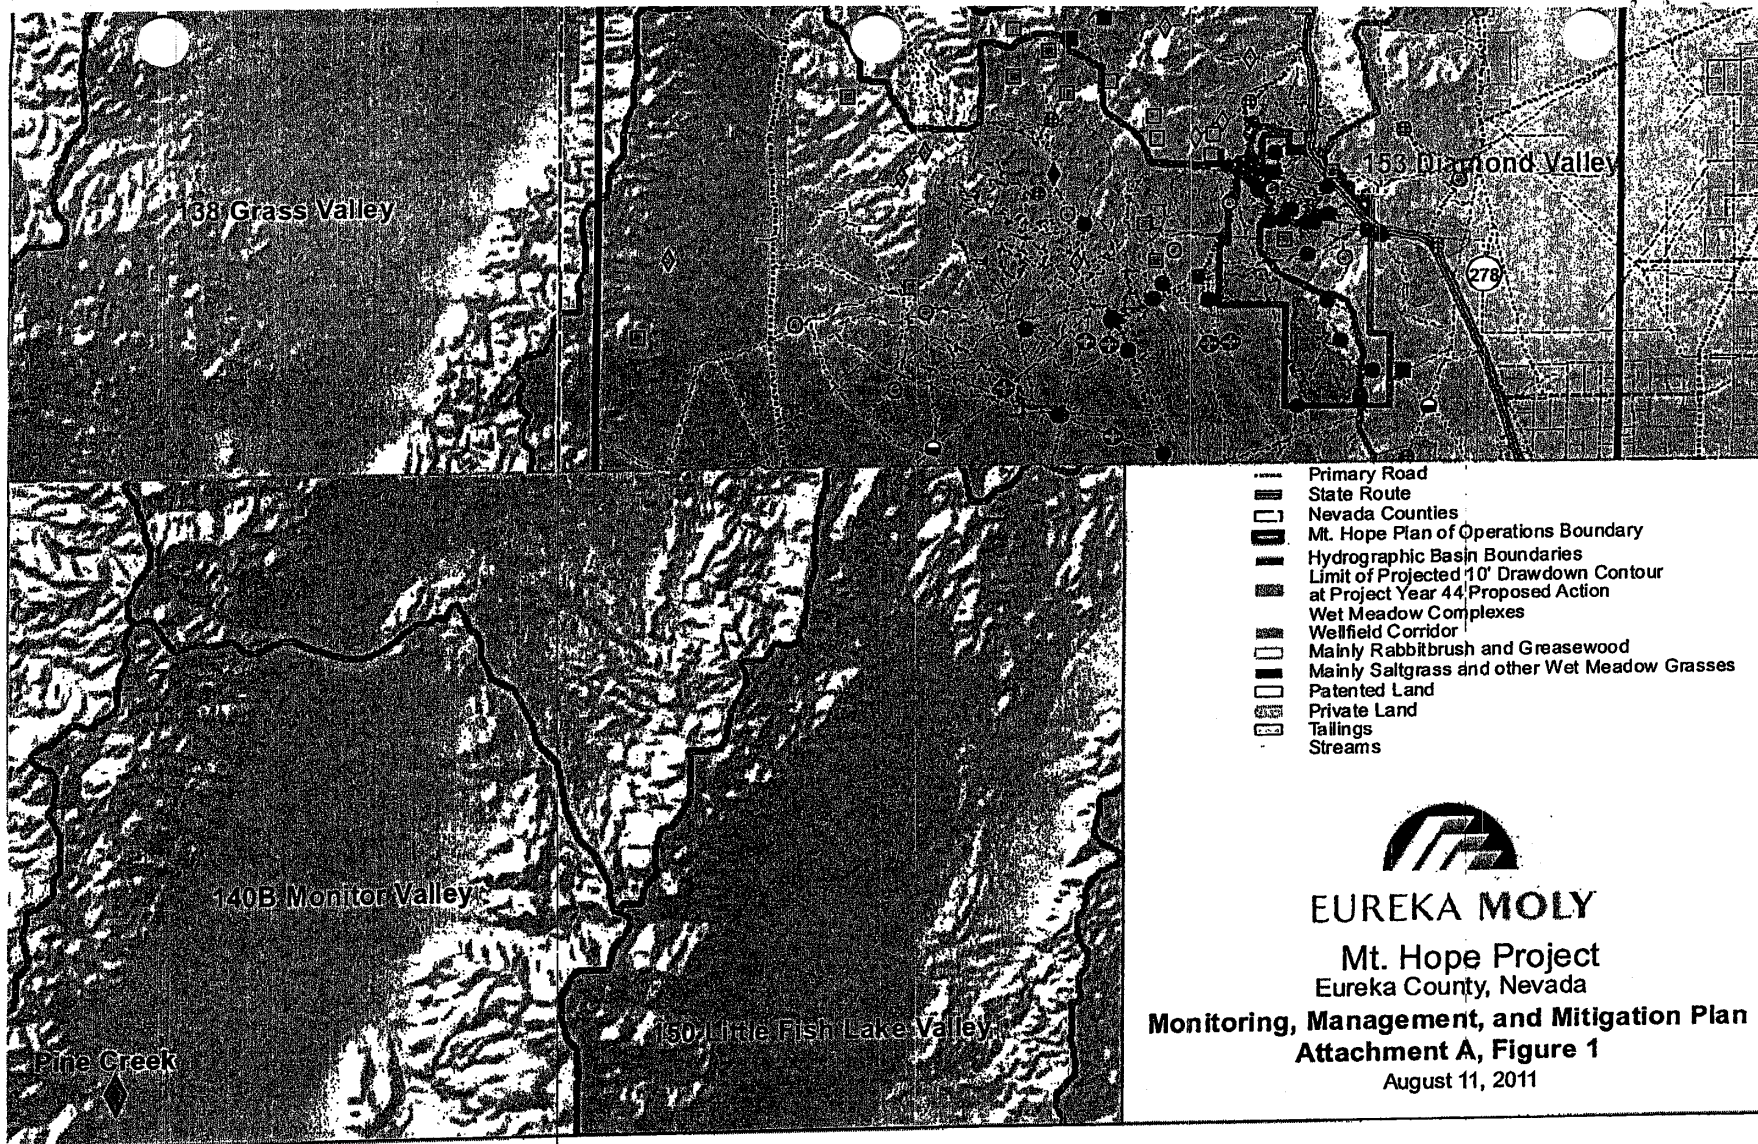 138 Grass Valley
153 Diamond Valley
278
140B Monitor Valley
Pine Creek
150 Little Fish Lake Valley
Primary Road
State Route
Nevada Counties
Mt. Hope Plan of Operations Boundary
Hydrographic Basin Boundaries
Limit of Projected 10' Drawdown Contour
at Project Year 44 Proposed Action
Wet Meadow Complexes
Wellfield Corridor
Mainly Rabbitbrush and Greasewood
Mainly Saltgrass and other Wet Meadow Grasses
Patented Land
Private Land
Tailings
Streams
EUREKA MOLY
Mt. Hope Project
Eureka County, Nevada
Monitoring, Management, and Mitigation Plan
Attachment A, Figure 1
August 11, 2011